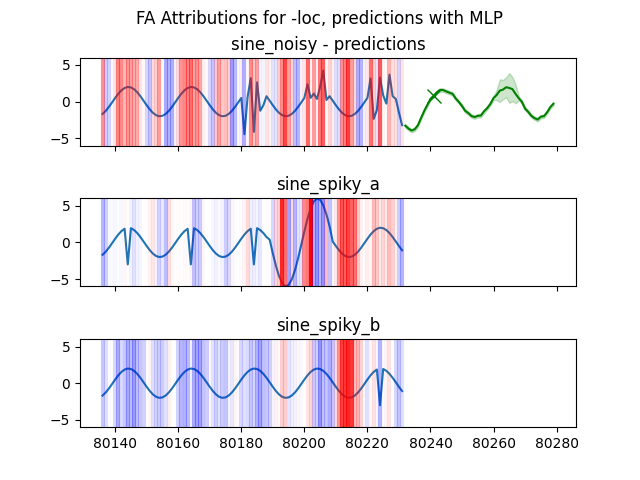 FA Attributions for -loc, predictions with MLP
sine_noisy - predictions
5
0
−5
sine_spiky_a
5
0
−5
sine_spiky_b
5
0
−5
80140 80160 80180 80200 80220 80240 80260 80280